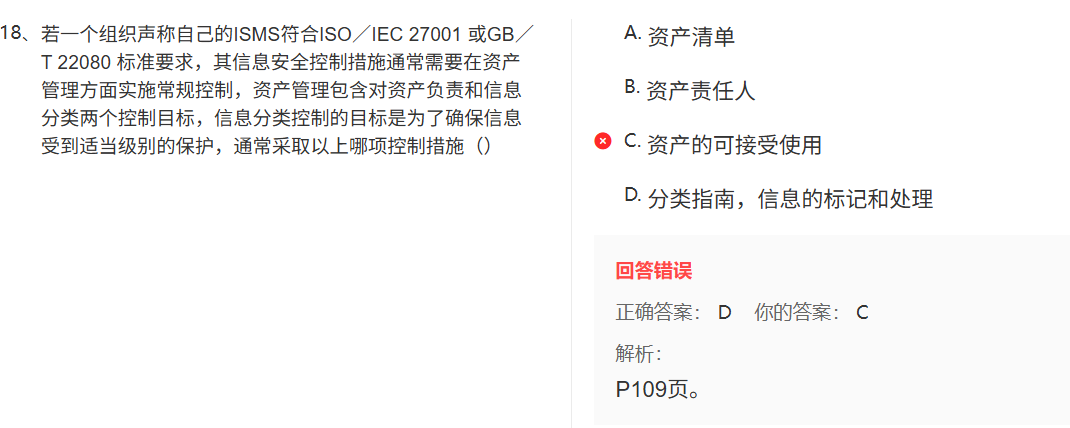 18、若一个组织声称自己的ISMS符合ISO／IEC 27001 或GB／
T 22080 标准要求，其信息安全控制措施通常需要在资产
管理方面实施常规控制，资产管理包含对资产负责和信息
分类两个控制目标，信息分类控制的目标是为了确保信息
受到适当级别的保护，通常采取以上哪项控制措施（）
A. 资产清单
B. 资产责任人
C. 资产的可接受使用
D. 分类指南，信息的标记和处理
回答错误
正确答案： D 你的答案： C
解析：
P109页。